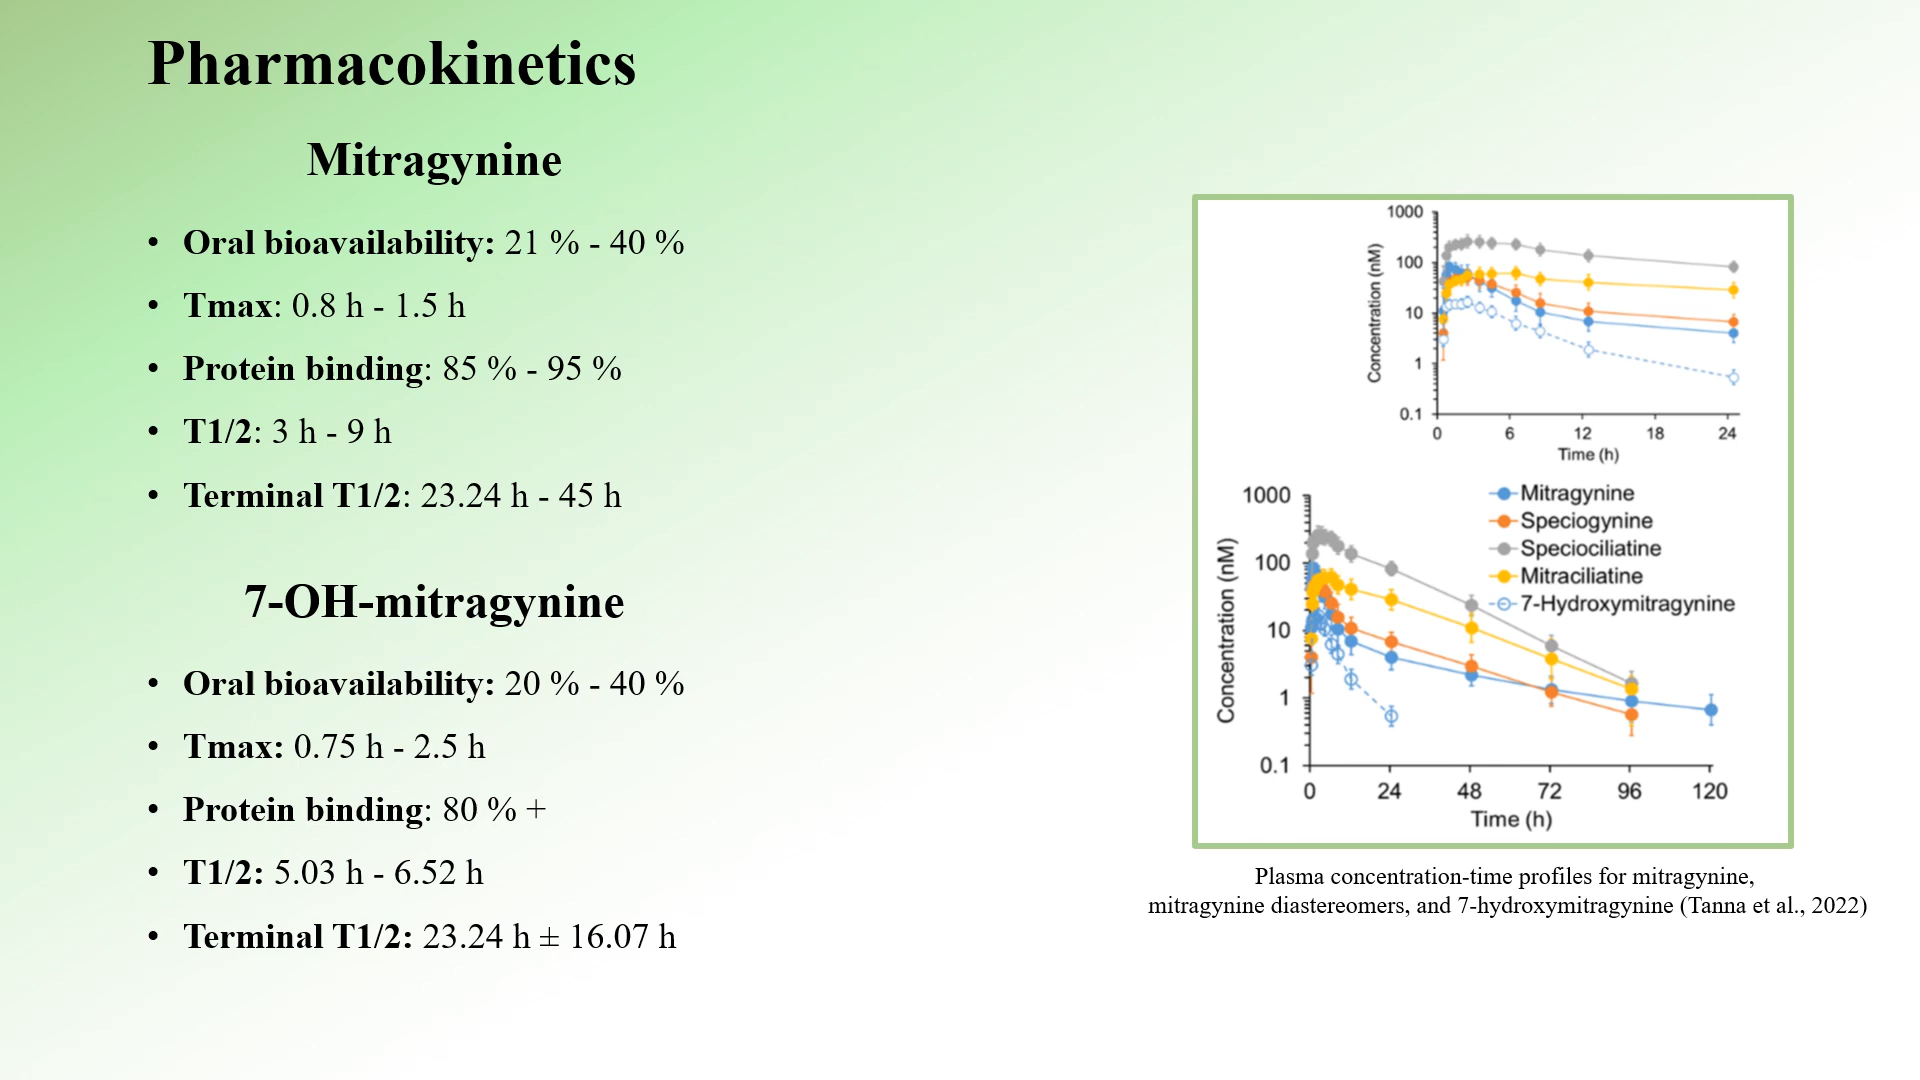 Pharmacokinetics
Mitragynine
• Oral bioavailability: 21 % - 40 %
• Tmax: 0.8 h - 1.5 h
• Protein binding: 85 % - 95 %
• T1/2: 3 h - 9 h
• Terminal T1/2: 23.24 h - 45 h
7-OH-mitragynine
• Oral bioavailability: 20 % - 40 %
• Tmax: 0.75 h - 2.5 h
• Protein binding: 80 % +
• T1/2: 5.03 h - 6.52 h
• Terminal T1/2: 23.24 h ± 16.07 h
Concentration (nM)
1000
100
10
1
0.1
0 6 12 18 24
Time (h)
Concentration (nM)
1000
100
10
1
0.1
Mitragynine
Speciogynine
Speciociliatine
Mitraciliatine
7-Hydroxymitragynine
0 24 48 72 96 120
Time (h)
Plasma concentration-time profiles for mitragynine,
mitragynine diastereomers, and 7-hydroxymitragynine (Tanna et al., 2022)